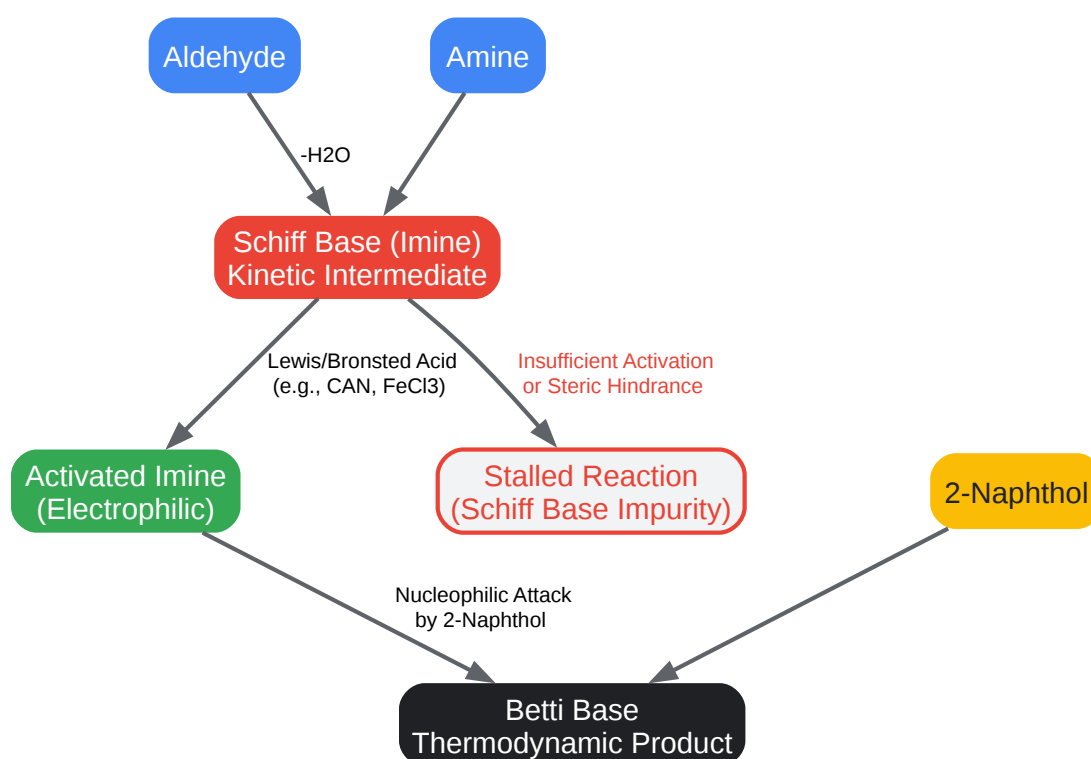 Aldehyde
Amine
-H2O
Schiff Base (Imine)
Kinetic Intermediate
Lewis/Bronsted Acid
(e.g., CAN, FeCl3)
Insufficient Activation
or Steric Hindrance
Activated Imine
(Electrophilic)
Stalled Reaction
(Schiff Base Impurity)
2-Naphthol
Nucleophilic Attack
by 2-Naphthol
Betti Base
Thermodynamic Product